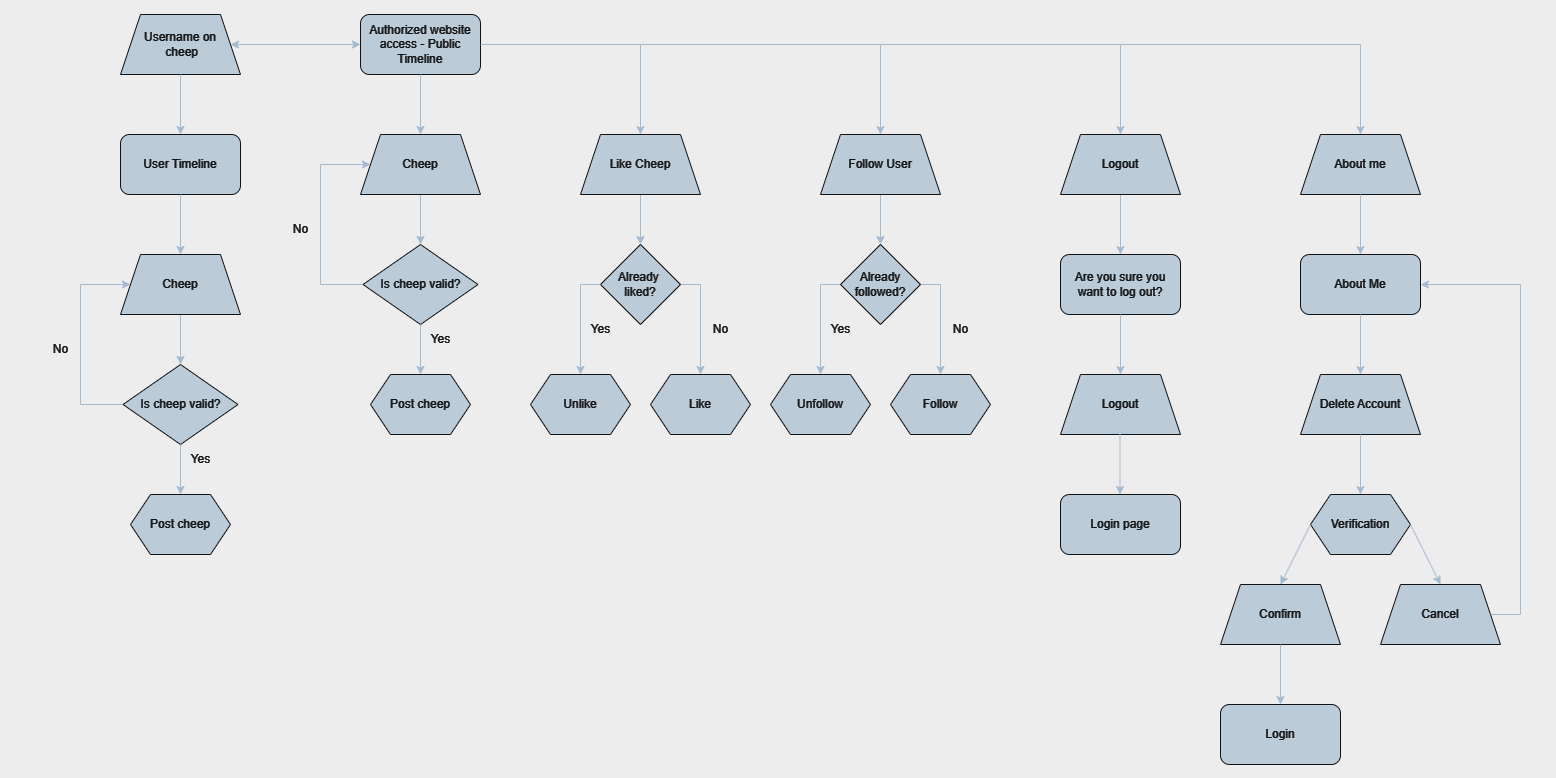 Username on
cheep
Authorized website
access - Public
Timeline
User Timeline
Cheep
Like Cheep
Follow User
Logout
About me
No
Cheep
Is cheep valid?
Already
liked?
Already
followed?
Are you sure you
want to log out?
About Me
No
Yes
Yes
No
Yes
No
Is cheep valid?
Post cheep
Unlike
Like
Unfollow
Follow
Logout
Delete Account
Yes
Post cheep
Login page
Verification
Confirm
Cancel
Login